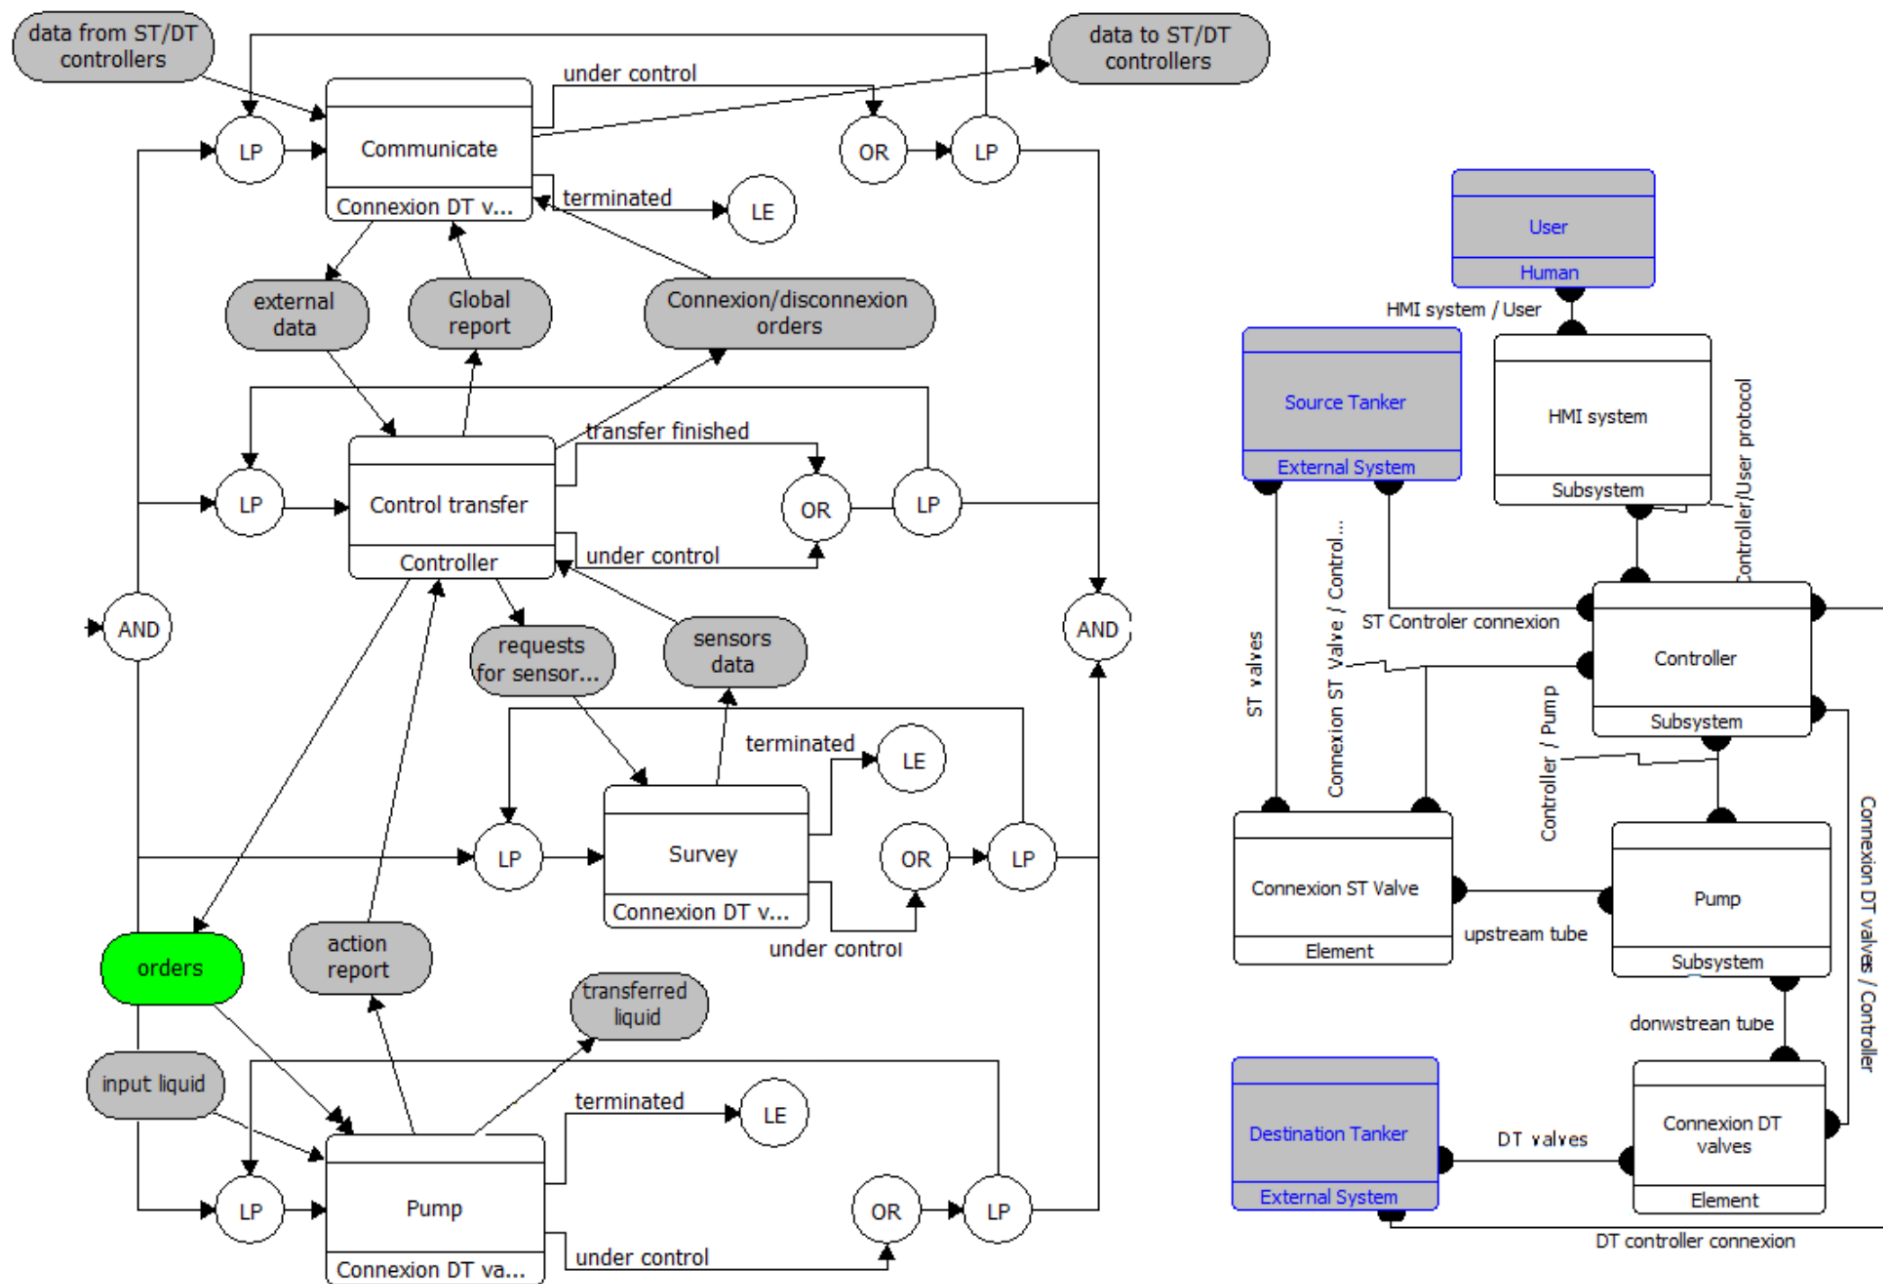 data from ST/DT
controllers
data to ST/DT
controllers
under control
LP
Communicate
OR
LP
terminated
LE
Connexion DT v...
external
data
Global
report
Connexion/disconnexion
orders
transfer finished
LP
Control transfer
OR
LP
under control
Controller
AND
requests
for sensor...
sensors
data
AND
terminated
LE
LP
Survey
OR
LP
Connexion DT v...
under control
orders
action
report
transferred
liquid
input liquid
terminated
LE
LP
Pump
OR
LP
under control
Connexion DT va...
User
Human
HMI system / User
Source Tanker
External System
HMI system
Subsystem
Controller/User protocol
Connexion ST Valve / Control...
ST Controler connexion
ST valves
Controller
Subsystem
Controller / Pump
Connexion DT valves / Controller
Connexion ST Valve
Element
upstream tube
Pump
Subsystem
donwstrean tube
Destination Tanker
External System
DT valves
Connexion DT
valves
Element
DT controller connexion